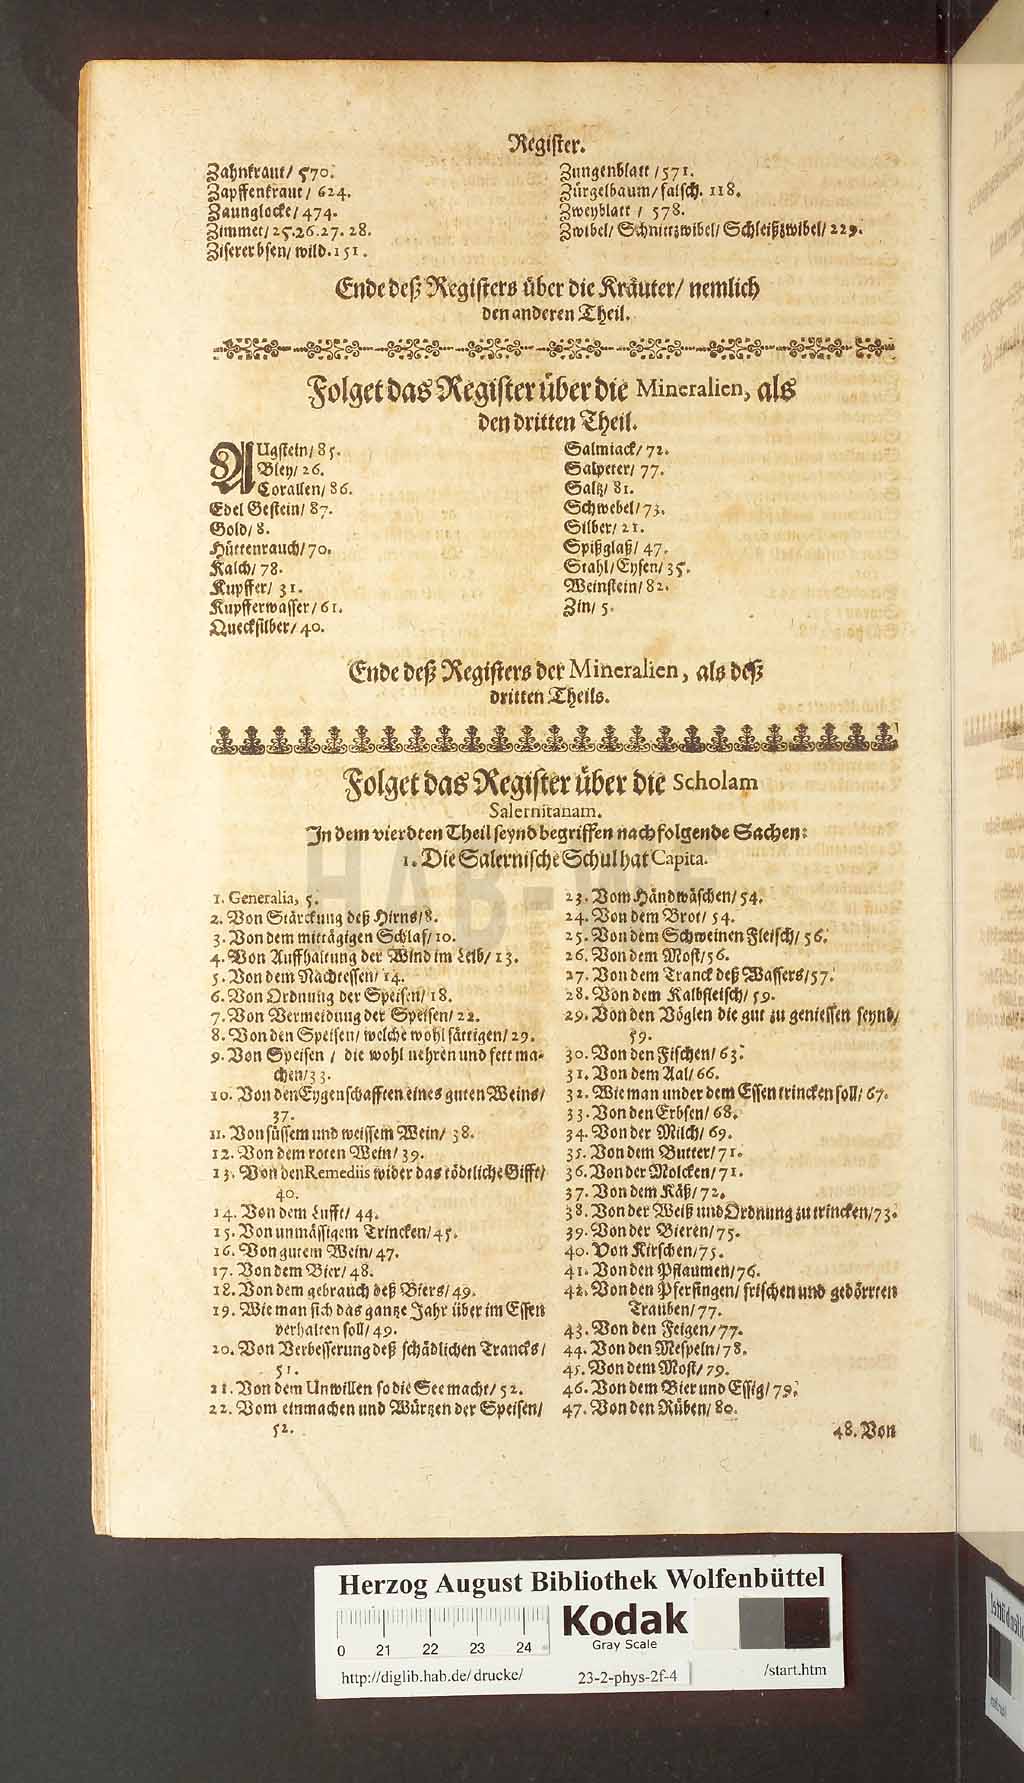 Register.
Zahnkraut/ 570.
Zapffenkraut/ 624.
Zaunglocke/ 474.
Zimmet/ 25.26.27.28.
Zisererbsen/ wild. 151.
Zungenblatt/ 571.
Zürgelbaum/ falsch. 118.
Zweyblatt/ 578.
Zwibel/ Schnittzwibel/ Schleißzwibel/ 229.
Ende deß Registers über die Kräuter/ nemlich
den anderen Theil.
Folget das Register über die Mineralien, als
den dritten Theil.
AUgstein/ 85.
Bley/ 26.
Corallen/ 86.
Edel Gestein/ 87.
Gold/ 8.
Hüttenrauch/ 70.
Kalch/ 78.
Kupffer/ 31.
Kupfferwasser/ 61.
Quecksilber/ 40.
Salmiack/ 72.
Salpeter/ 77.
Saltz/ 81.
Schwebel/ 73.
Silber/ 21.
Spißglaß/ 47.
Stahl/ Eysen/ 35.
Weinstein/ 82.
Zin/ 5.
Ende deß Registers der Mineralien, als deß
dritten Theils.
Folget das Register über die Scholam
Salernitanam.
In dem vierdten Theil seynd begriffen nachfolgende Sachen:
1. Die Salernische Schul hat Capita.
1. Generalia, 5.
2. Von Stärckung deß Hirns/ 8.
3. Von dem mittägigen Schlaf/ 10.
4. Von Auffhaltung der Wind im Leib/ 13.
5. Von dem Nachtessen/ 14.
6. Von Ordnung der Speisen/ 18.
7. Von Vermeidung der Speisen/ 22.
8. Von den Speisen/ welche wohl sättigen/ 29.
9. Von Speisen/ die wohl nehren und fett ma-
chen/ 33.
10. Von den Eygenschafften eines guten Weins/
37.
11. Von süssem und weissem Wein/ 38.
12. Von dem roten Wein/ 39.
13. Von den Remediis wider das tödtliche Gifft/
40.
14. Von dem Lufft/ 44.
15. Von unmässigem Trincken/ 45.
16. Von gutem Wein/ 47.
17. Von dem Bier/ 48.
18. Von dem gebrauch deß Biers/ 49.
19. Wie man sich das gantze Jahr über im Essen
verhalten soll/ 49.
20. Von Verbesserung deß schädlichen Trancks/
51.
21. Von dem Unwillen so die See macht/ 52.
22. Vom einmachen und Würtzen der Speisen/
52.
23. Vom Händwäschen/ 54.
24. Von dem Brot/ 54.
25. Von dem Schweinen Fleisch/ 56.
26. Von dem Most/ 56.
27. Von dem Tranck deß Wassers/ 57.
28. Von dem Kalbfleisch/ 59.
29. Von den Vöglen die gut zu geniessen seynd/
59.
30. Von den Fischen/ 63.
31. Von dem Aal/ 66.
32. Wie man under dem Essen trincken soll/ 67.
33. Von den Erbsen/ 68.
34. Von der Milch/ 69.
35. Von dem Butter/ 71.
36. Von der Molcken/ 71.
37. Von dem Käß/ 72.
38. Von der Weiß und Ordnung zu trincken/ 73.
39. Von der Bieren/ 75.
40. Von Kirschen/ 75.
41. Von den Pflaumen/ 76.
42. Von den Pfersingen/ frischen und gedörrten
Trauben/ 77.
43. Von den Feigen/ 77.
44. Von den Mespeln/ 78.
45. Von dem Most/ 79.
46. Von dem Bier und Essig/ 79.
47. Von den Rüben/ 80.
48. Von
Herzog August Bibliothek Wolfenbüttel
0 21 22 23 24
Kodak
Gray Scale
http://diglib.hab.de/drucke/
23-2-phys-2f-4
/start.htm